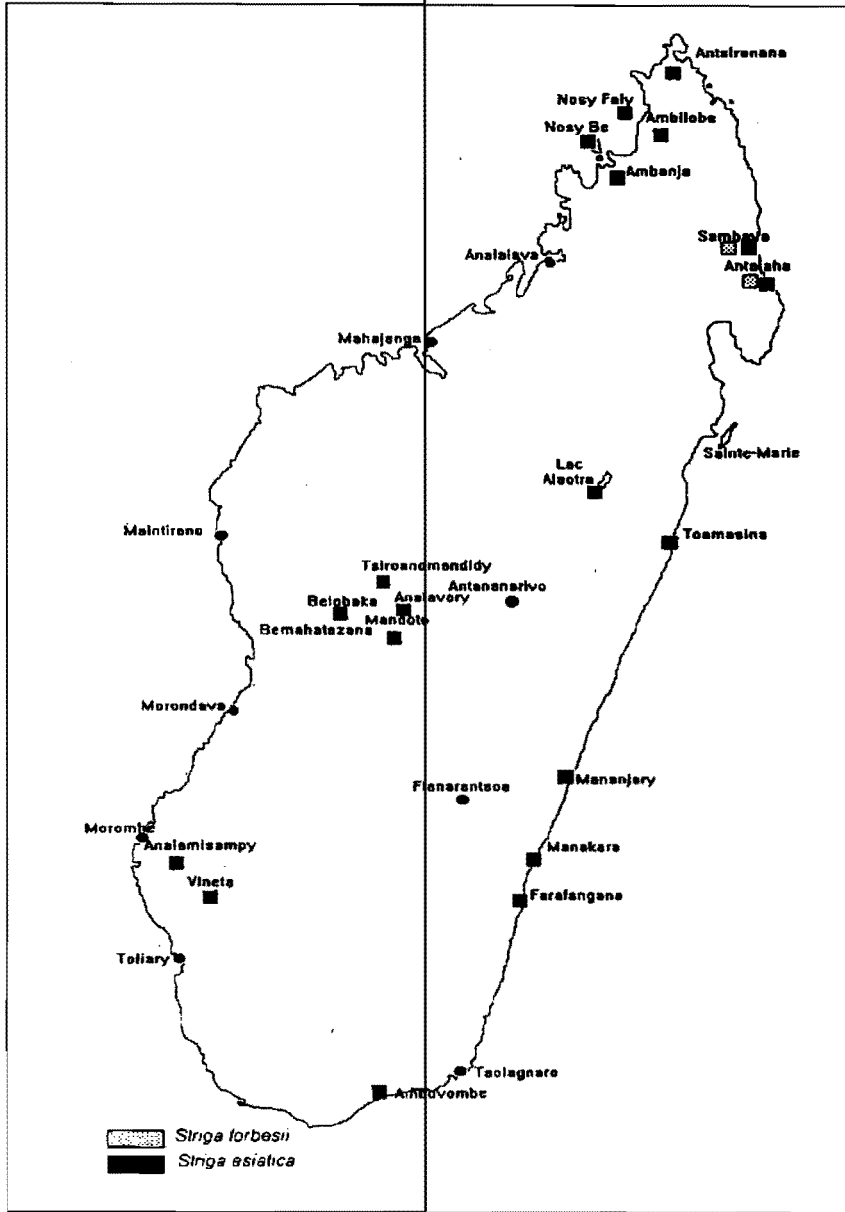 Antsiranana
Nosy Faly
Ambilobe
Nosy Be
Ambanja
Sambava
Analalava
Antalaha
Mahajanga
Sainte-Marie
Lac
Alaotra
Maintirano
Toamasina
Tsiroanomandidy
Antananarivo
Analavory
Belobaka
Mandoto
Bemahatazana
Morondava
Mananjary
Fianarantsoa
Morombe
Analamisampy
Manakara
Vineta
Farafangana
Toliary
Taolagnaro
Ambovombe
Striga forbesii
Striga asiatica